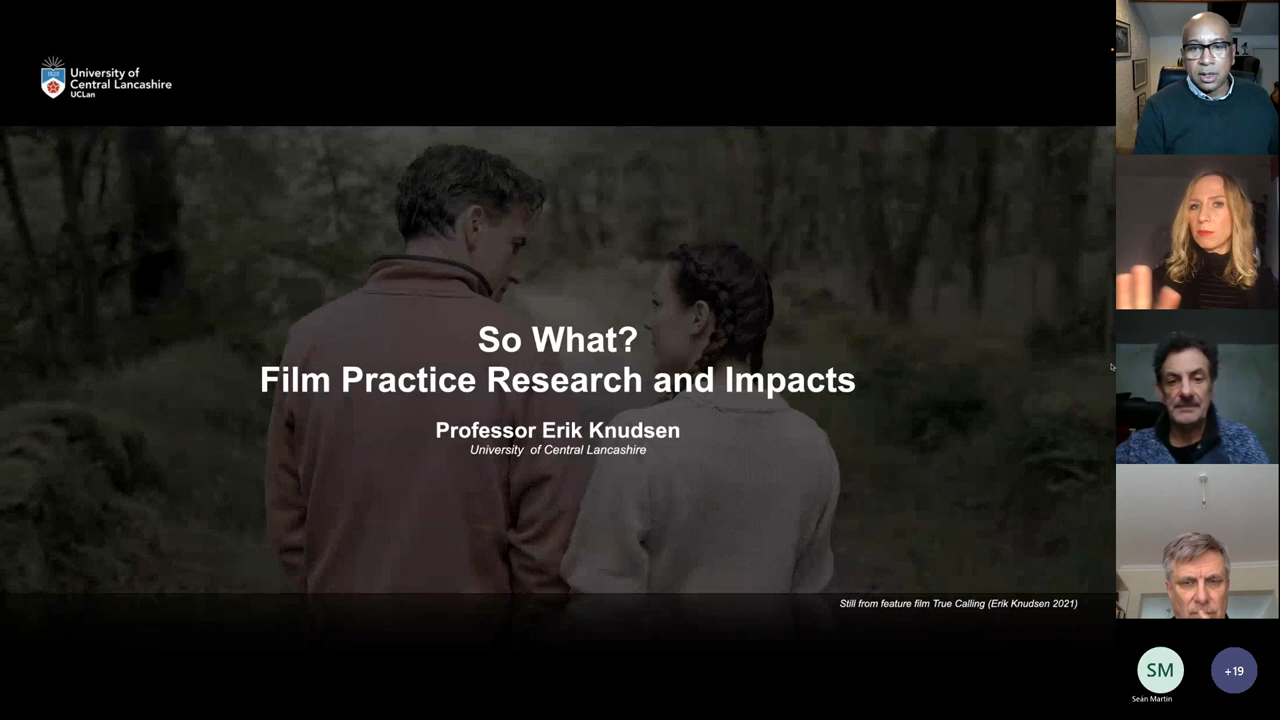 1828
University of
Central Lancashire
UCLan
So What?
Film Practice Research and Impacts
Professor Erik Knudsen
University of Central Lancashire
Still from feature film True Calling (Erik Knudsen 2021)
SM
+19
Seán Martin